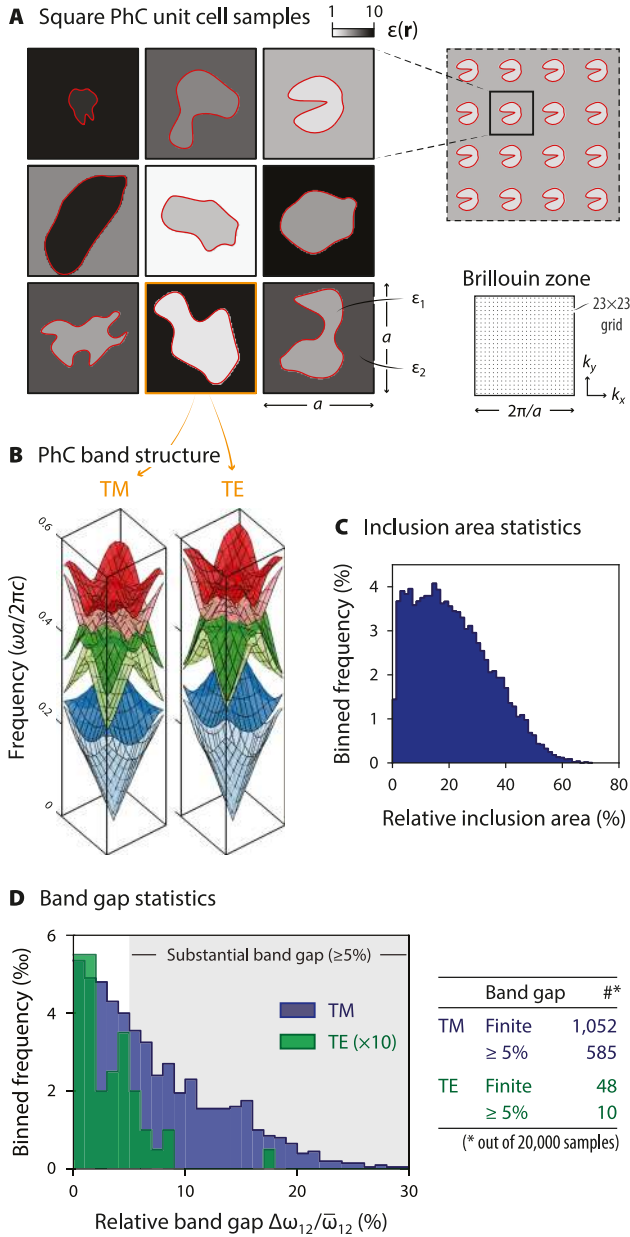 A Square PhC unit cell samples
1 10
ε(r)
Brillouin zone
23×23
grid
ε₁
a
ε₂
k_y
k_x
a
2π/a
B PhC band structure
TM TE
Frequency (ωa/2πc)
0.6
0.4
0.2
0
C Inclusion area statistics
Binned frequency (%)
4
3
2
1
0
0 20 40 60 80
Relative inclusion area (%)
D Band gap statistics
Binned frequency (‰)
6
4
2
0
Substantial band gap (≥5%)
TM
TE (×10)
0 10 20 30
Relative band gap Δω₁₂/ω̅₁₂ (%)
Band gap #*
TM Finite 1,052
≥ 5% 585
TE Finite 48
≥ 5% 10
(* out of 20,000 samples)